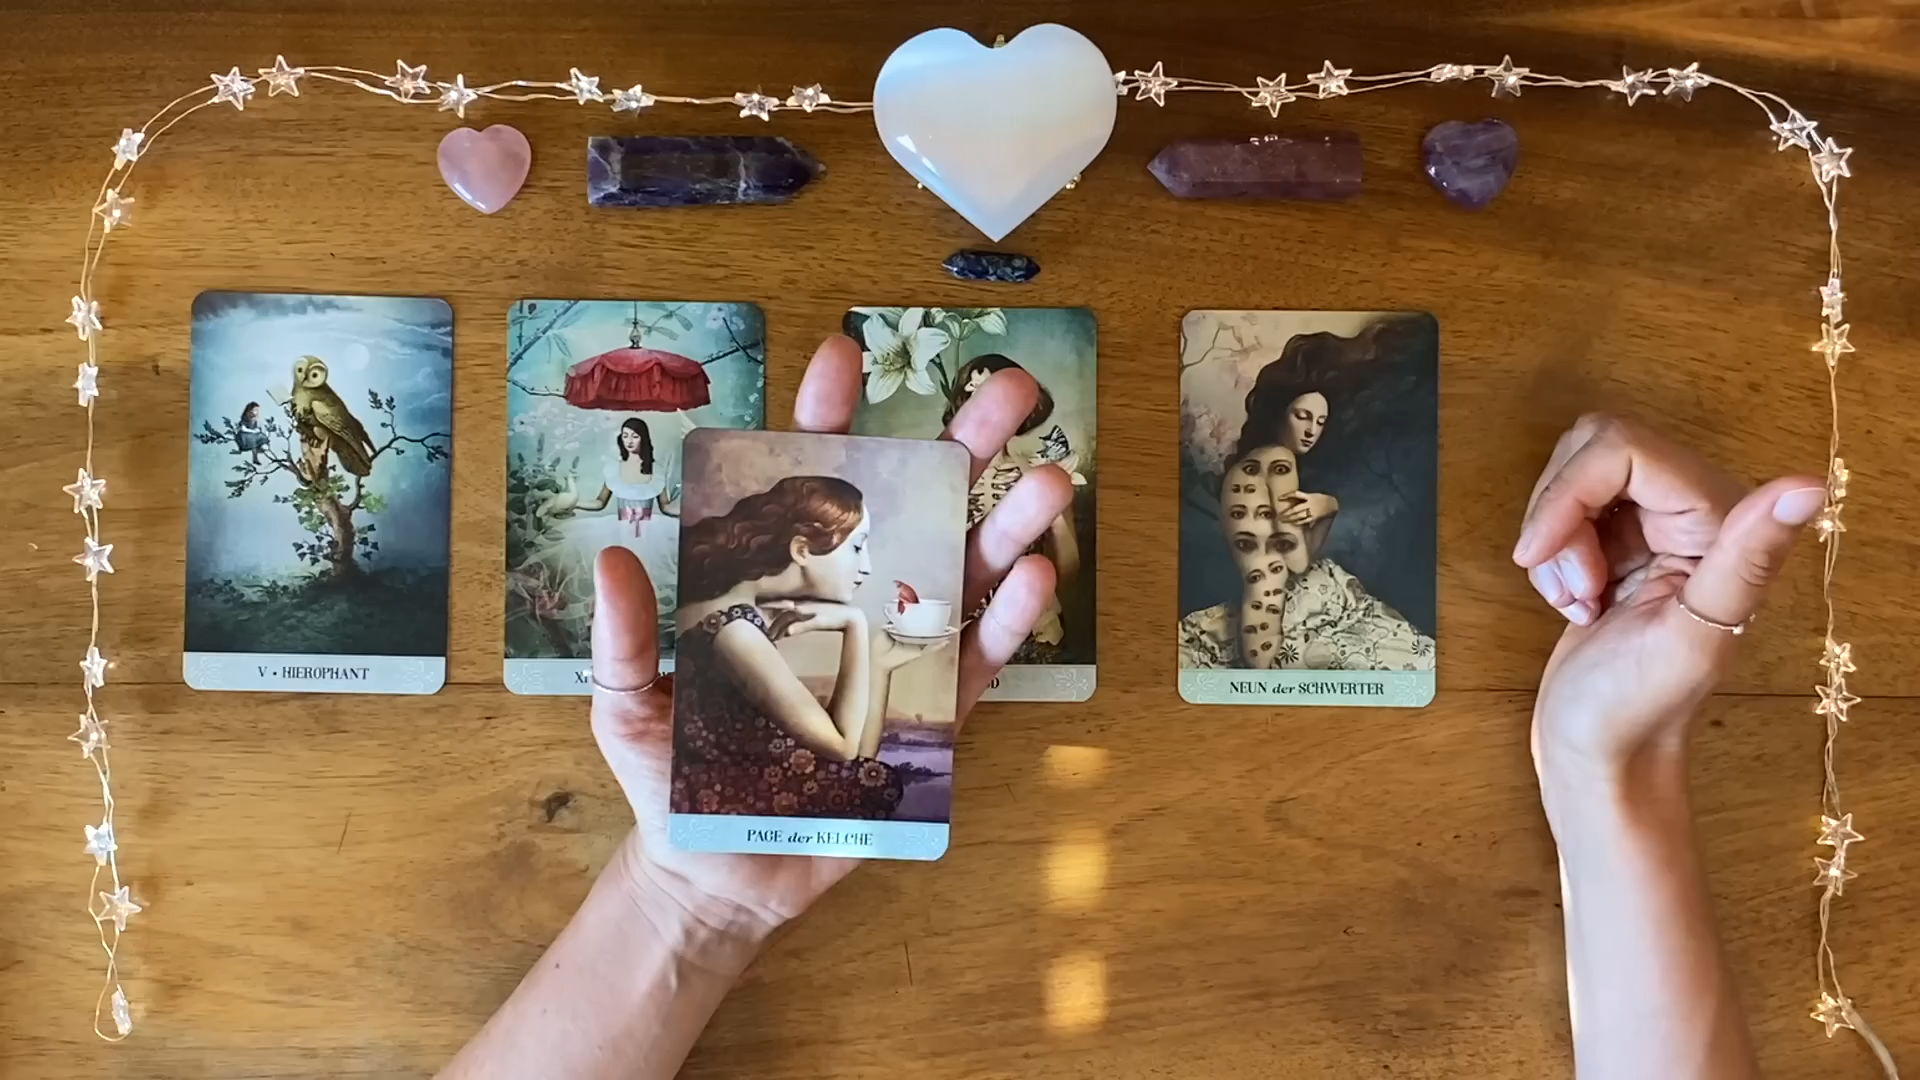 V • HIEROPHANT
NEUN der SCHWERTER
PAGE der KELCHE